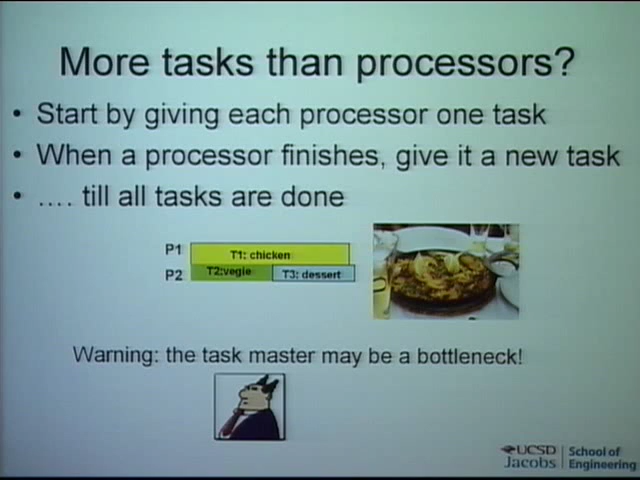 More tasks than processors?
• Start by giving each processor one task
• When a processor finishes, give it a new task
• …. till all tasks are done
P1 T1: chicken
P2 T2:vegie T3: dessert
Warning: the task master may be a bottleneck!
UCSD School of
Jacobs Engineering